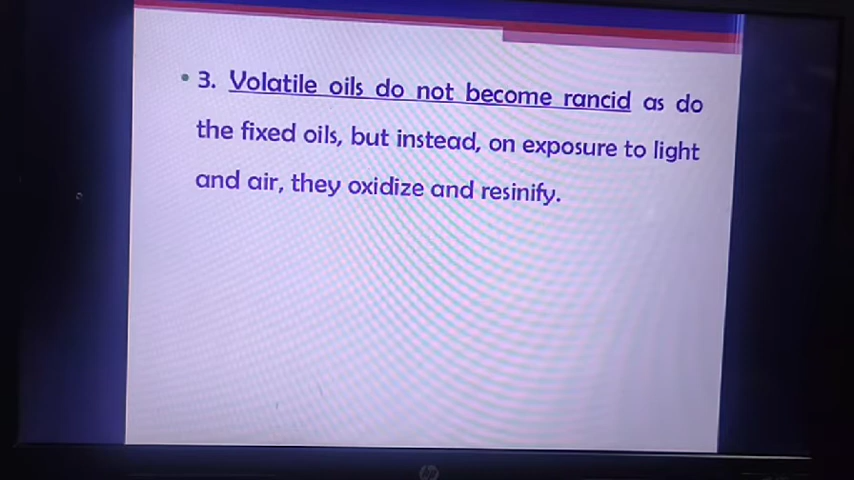 • 3. Volatile oils do not become rancid as do
the fixed oils, but instead, on exposure to light
and air, they oxidize and resinify.
hp